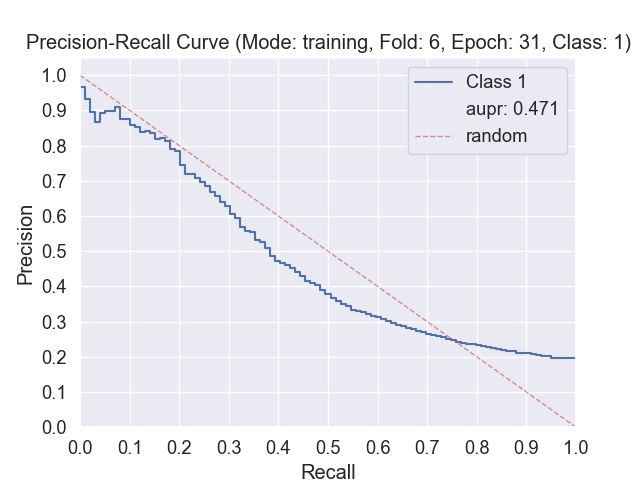 Precision-Recall Curve (Mode: training, Fold: 6, Epoch: 31, Class: 1)
Class 1
aupr: 0.471
random
Precision
1.0
0.9
0.8
0.7
0.6
0.5
0.4
0.3
0.2
0.1
0.0
0.0 0.1 0.2 0.3 0.4 0.5 0.6 0.7 0.8 0.9 1.0
Recall